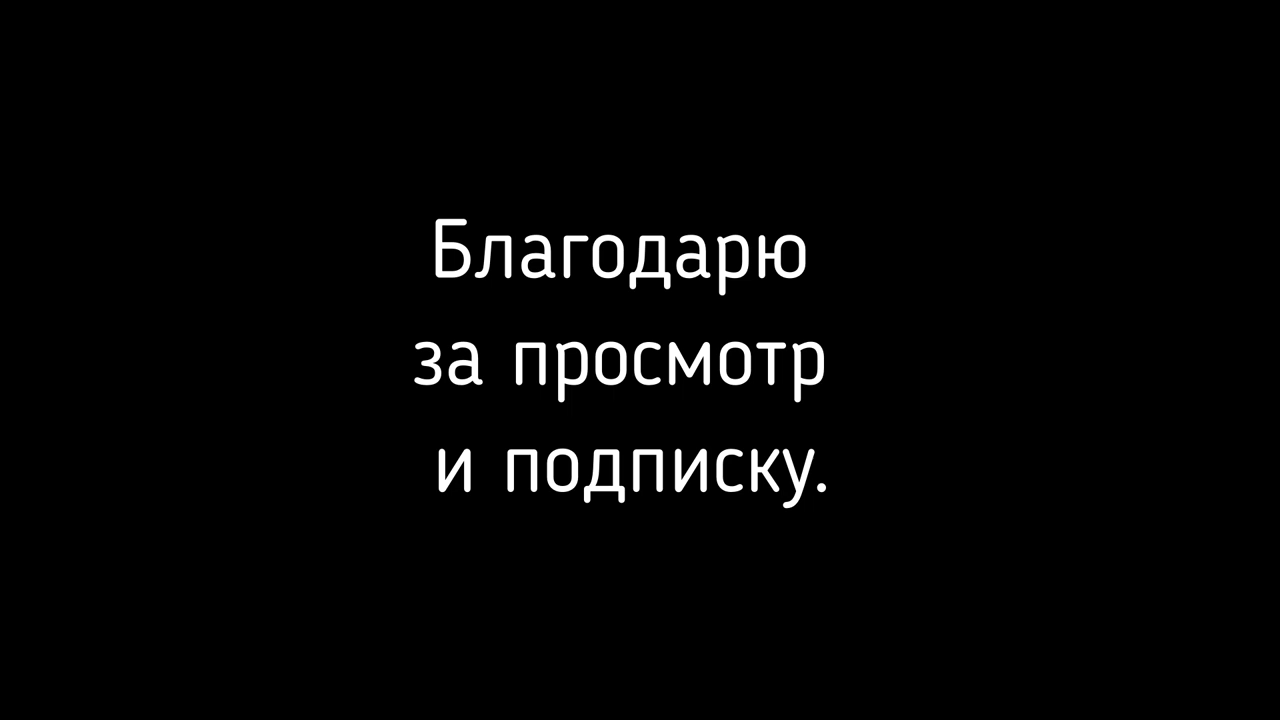 Благодарю
за просмотр
и подписку.